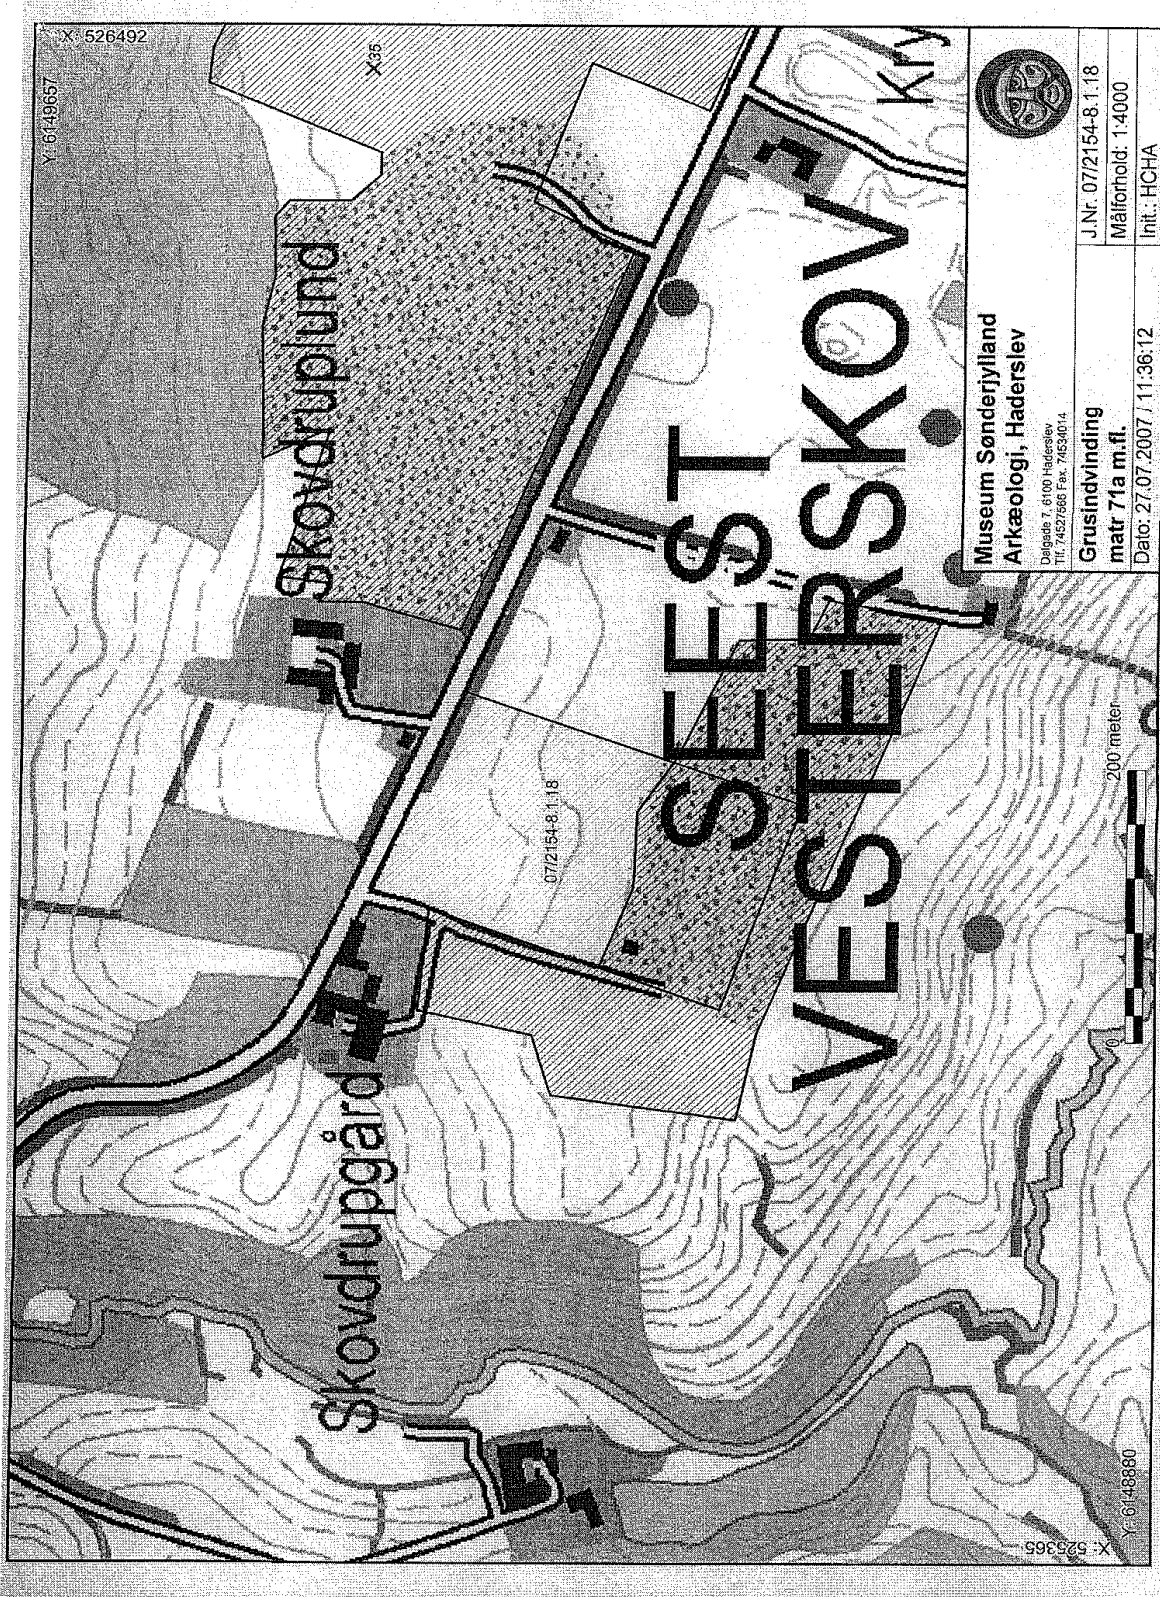 X: 526492
Y: 6149657
X35
Skovdruplund
Skovdrupgård
07/2154-8.1.18
SEEST
VESTERSKOV
Kry
200 meter
0
X: 525365
Y: 6148880
Museum Sønderjylland
Arkæologi, Haderslev
Dalgade 7, 6100 Haderslev
Tlf. 74527566 Fax. 74534014
Grusindvinding
matr 71a m.fl.
Dato: 27.07.2007 / 11:36:12
J.Nr. 07/2154-8.1.18
Målforhold: 1:4000
Init.: HCHA